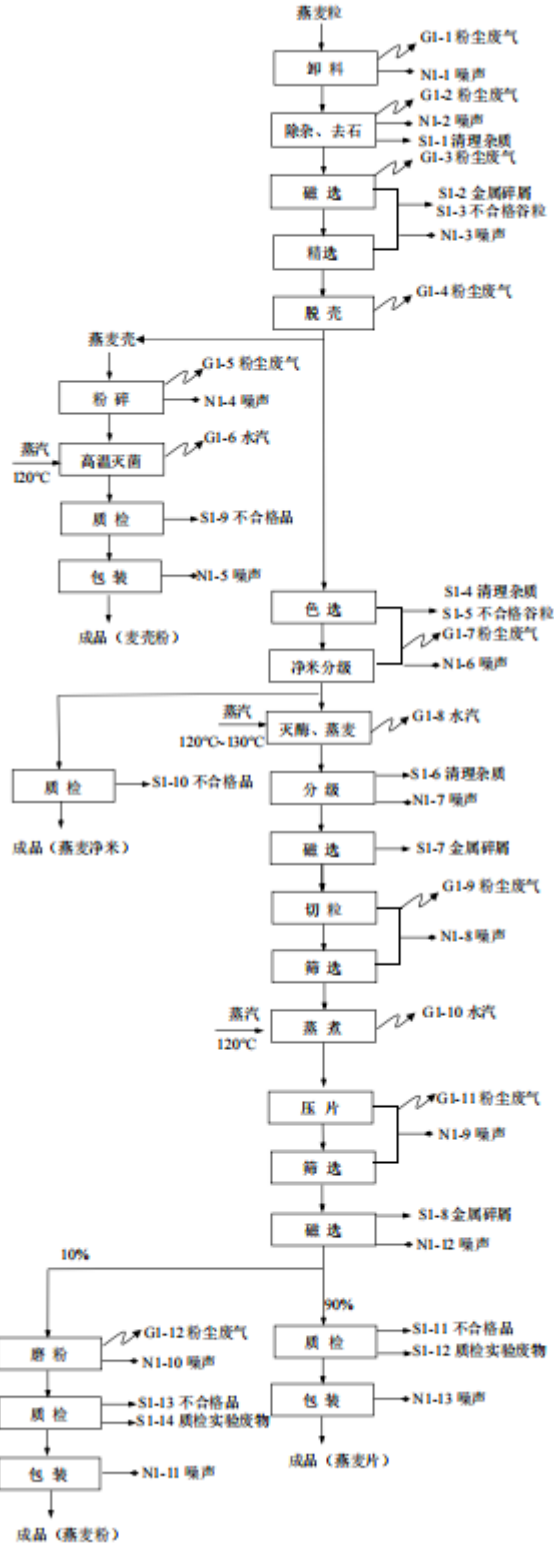 燕麦粒
G1-1粉尘废气
卸 料
N1-1 噪声
G1-2 粉尘废气
N1-2 噪声
除杂、去石
S1-1清理杂质
G1-3粉尘废气
磁 选
S1-2 金属碎屑
S1-3 不合格谷粒
N1-3噪声
精选
G1-4粉尘废气
脱 壳
燕麦壳
G1-5 粉尘废气
粉 碎
N1-4 噪声
G1-6 水汽
蒸汽
120℃
高温灭菌
质 检
S1-9 不合格品
包 装
N1-5 噪声
成品（麦壳粉）
S1-4 清理杂质
色 选
S1-5 不合格谷粒
G1-7粉尘废气
净米分级
N1-6 噪声
蒸汽
120℃~130℃
灭酶、蒸麦
G1-8 水汽
质 检
S1-10 不合格品
成品（燕麦净米）
S1-6 清理杂质
分 级
N1-7 噪声
磁 选
S1-7 金属碎屑
G1-9 粉尘废气
切 粒
N1-8噪声
筛 选
蒸汽
120℃
蒸 煮
G1-10 水汽
G1-11粉尘废气
压 片
N1-9 噪声
筛 选
S1-8金属碎屑
磁 选
N1-12 噪声
10%
90%
G1-12粉尘废气
磨 粉
N1-10 噪声
S1-11 不合格品
质 检
S1-12 质检实验废物
S1-13 不合格品
质 检
S1-14 质检实验废物
包 装
N1-13 噪声
成品（燕麦片）
包 装
N1-11 噪声
成品（燕麦粉）